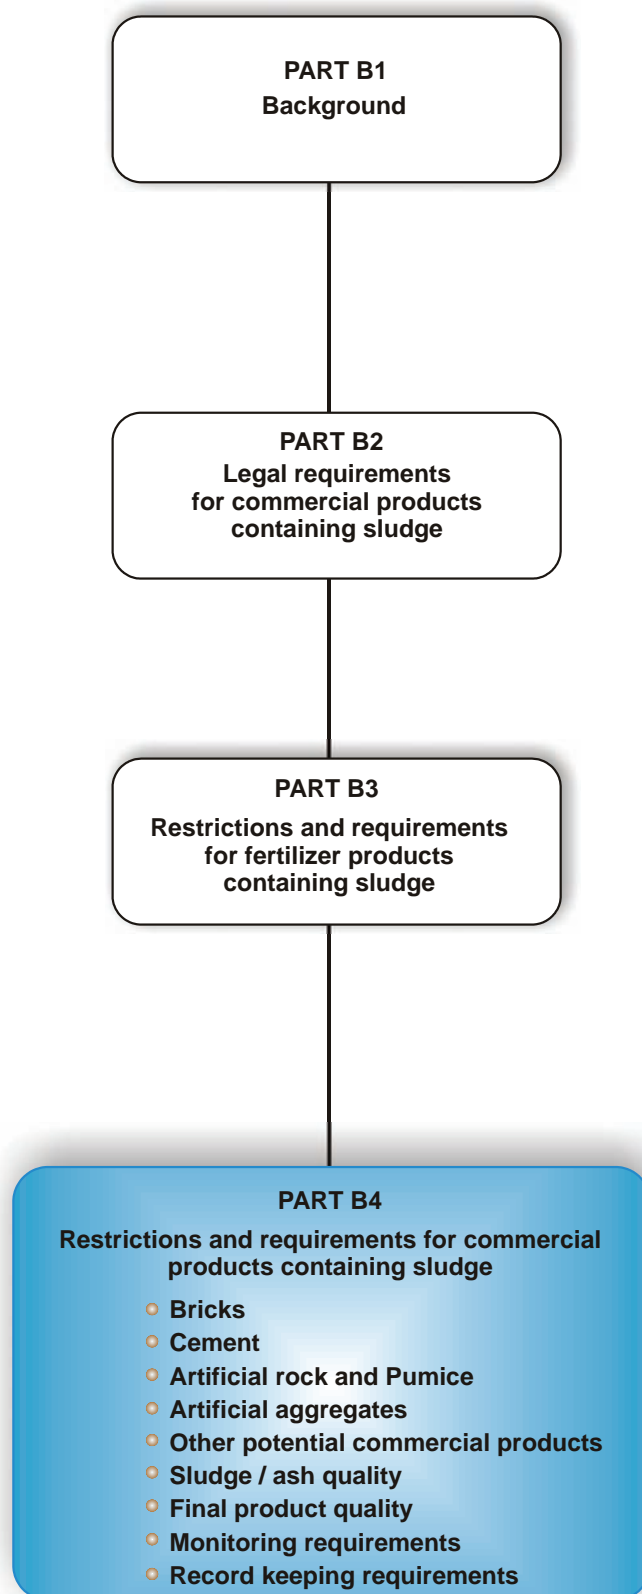 PART B1
Background
PART B2
Legal requirements
for commercial products
containing sludge
PART B3
Restrictions and requirements
for fertilizer products
containing sludge
PART B4
Restrictions and requirements for commercial
products containing sludge
Bricks
Cement
Artificial rock and Pumice
Artificial aggregates
Other potential commercial products
Sludge / ash quality
Final product quality
Monitoring requirements
Record keeping requirements